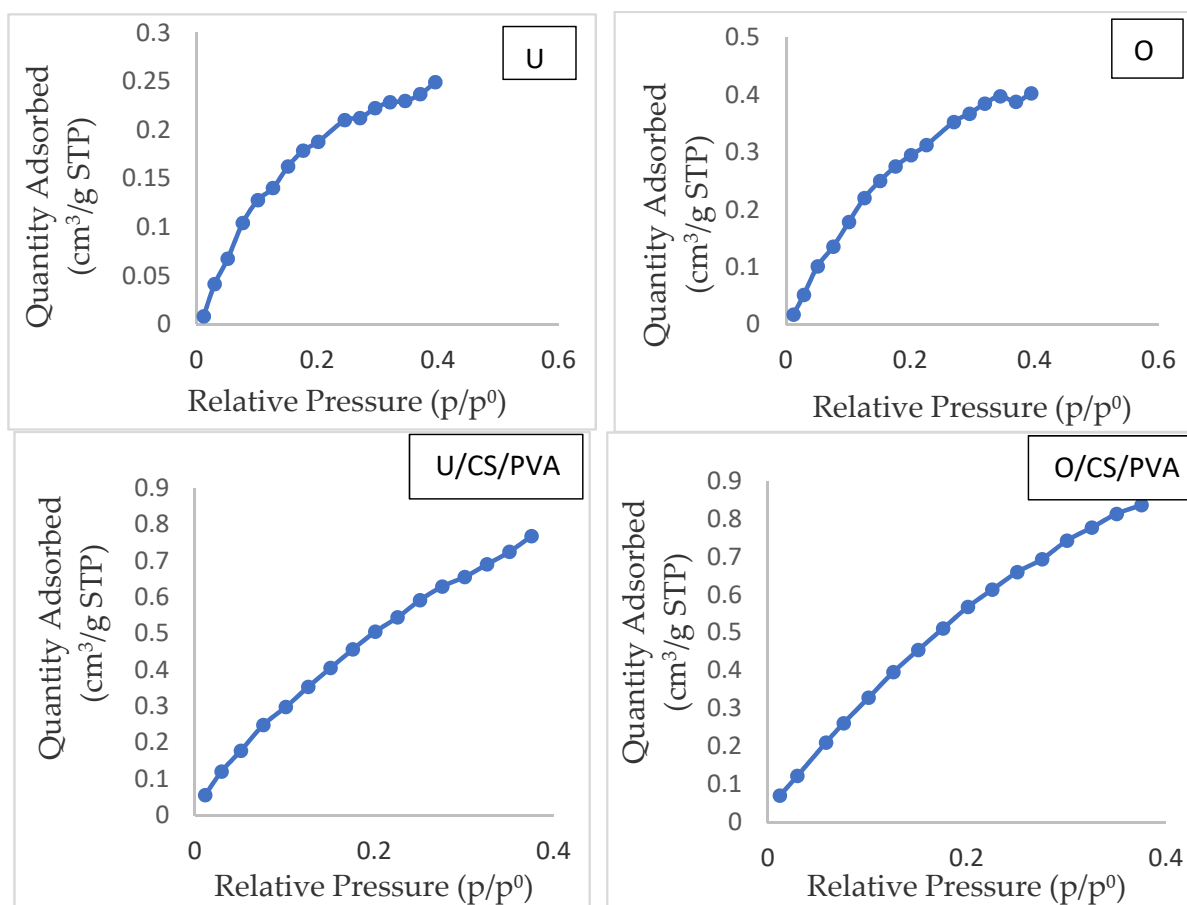 U
Quantity Adsorbed
(cm³/g STP)
0.3
0.25
0.2
0.15
0.1
0.05
0
0 0.2 0.4 0.6
Relative Pressure (p/p⁰)
O
Quantity Adsorbed
(cm³/g STP)
0.5
0.4
0.3
0.2
0.1
0
0 0.2 0.4 0.6
Relative Pressure (p/p⁰)
U/CS/PVA
Quantity Adsorbed
(cm³/g STP)
0.9
0.8
0.7
0.6
0.5
0.4
0.3
0.2
0.1
0
0 0.2 0.4
Relative Pressure (p/p⁰)
O/CS/PVA
Quantity Adsorbed
(cm³/g STP)
0.9
0.8
0.7
0.6
0.5
0.4
0.3
0.2
0.1
0
0 0.2 0.4
Relative Pressure (p/p⁰)